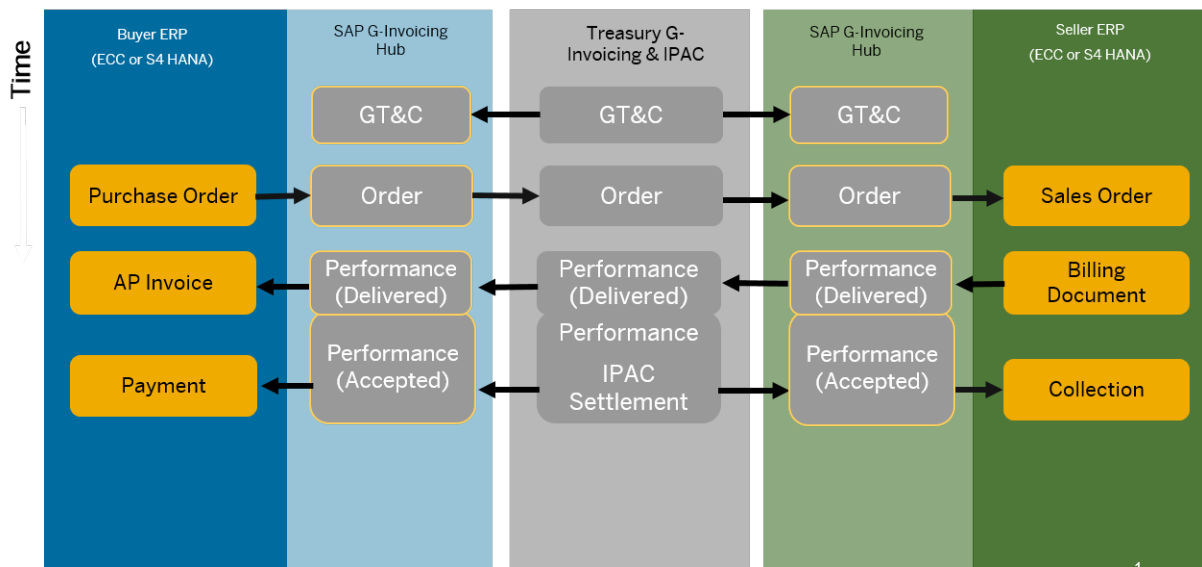 Time
Buyer ERP
(ECC or S4 HANA)
SAP G-Invoicing
Hub
Treasury G-
Invoicing & IPAC
SAP G-Invoicing
Hub
Seller ERP
(ECC or S4 HANA)
GT&C
GT&C
GT&C
Purchase Order
Order
Order
Order
Sales Order
AP Invoice
Performance
(Delivered)
Performance
(Delivered)
Performance
(Delivered)
Billing
Document
Payment
Performance
(Accepted)
Performance
IPAC
Settlement
Performance
(Accepted)
Collection
1